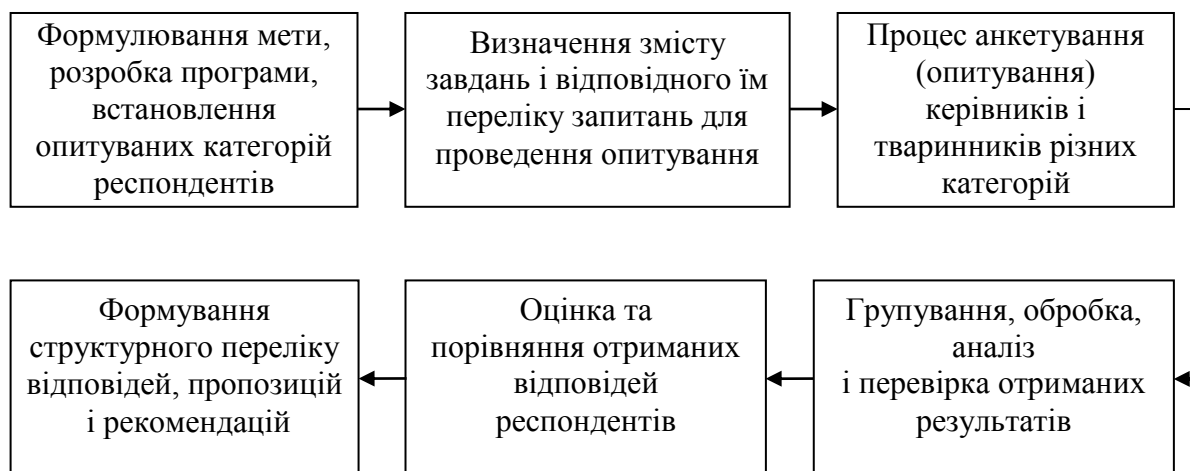 Формулювання мети,
розробка програми,
встановлення
опитуваних категорій
респондентів
Визначення змісту
завдань і відповідного їм
переліку запитань для
проведення опитування
Процес анкетування
(опитування)
керівників і
тваринників різних
категорій
Групування, обробка,
аналіз
і перевірка отриманих
результатів
Оцінка та
порівняння отриманих
відповідей
респондентів
Формування
структурного переліку
відповідей, пропозицій
і рекомендацій